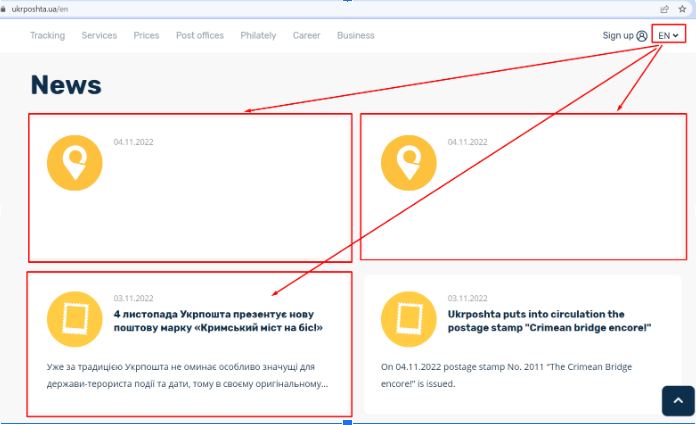 ukrposhta.ua/en
Tracking Services Prices Post offices Philately Career Business Sign up EN
News
04.11.2022
04.11.2022
03.11.2022
4 листопада Укрпошта презентує нову
поштову марку «Кримський міст на біс!»
Уже за традицією Укрпошта не оминає особливо значущі для
держави-терориста події та дати, тому в своєму оригінальному...
03.11.2022
Ukrposhta puts into circulation the
postage stamp "Crimean bridge encore!"
On 04.11.2022 postage stamp No. 2011 “The Crimean Bridge
encore!” is issued.